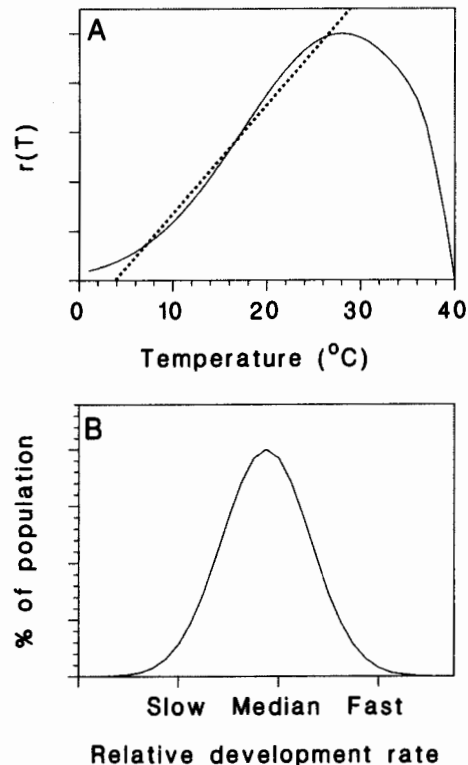 A
r(T)
0 10 20 30 40
Temperature (°C)
B
% of population
Slow Median Fast
Relative development rate